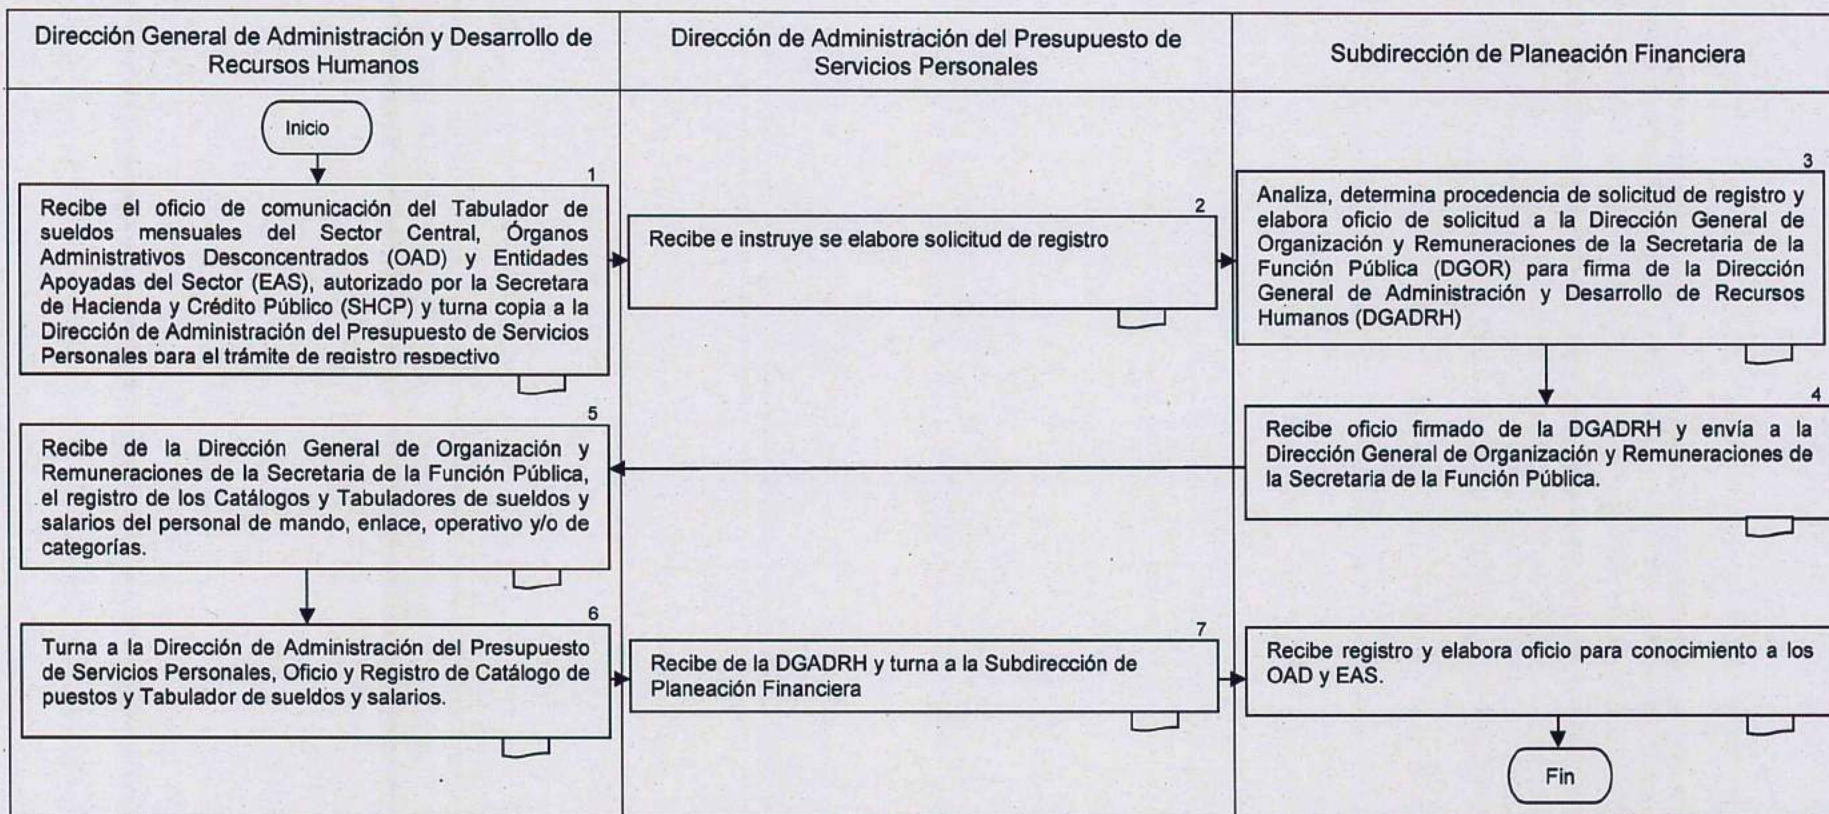 Dirección General de Administración y Desarrollo de
Recursos Humanos
Dirección de Administración del Presupuesto de
Servicios Personales
Subdirección de Planeación Financiera
Inicio
1
Recibe el oficio de comunicación del Tabulador de
sueldos mensuales del Sector Central, Órganos
Administrativos Desconcentrados (OAD) y Entidades
Apoyadas del Sector (EAS), autorizado por la Secretara
de Hacienda y Crédito Público (SHCP) y turna copia a la
Dirección de Administración del Presupuesto de Servicios
Personales para el trámite de registro respectivo
2
Recibe e instruye se elabore solicitud de registro
3
Analiza, determina procedencia de solicitud de registro y
elabora oficio de solicitud a la Dirección General de
Organización y Remuneraciones de la Secretaria de la
Función Pública (DGOR) para firma de la Dirección
General de Administración y Desarrollo de Recursos
Humanos (DGADRH)
4
Recibe oficio firmado de la DGADRH y envía a la
Dirección General de Organización y Remuneraciones de
la Secretaria de la Función Pública.
5
Recibe de la Dirección General de Organización y
Remuneraciones de la Secretaria de la Función Pública,
el registro de los Catálogos y Tabuladores de sueldos y
salarios del personal de mando, enlace, operativo y/o de
categorías.
6
Turna a la Dirección de Administración del Presupuesto
de Servicios Personales, Oficio y Registro de Catálogo de
puestos y Tabulador de sueldos y salarios.
7
Recibe de la DGADRH y turna a la Subdirección de
Planeación Financiera
Recibe registro y elabora oficio para conocimiento a los
OAD y EAS.
Fin